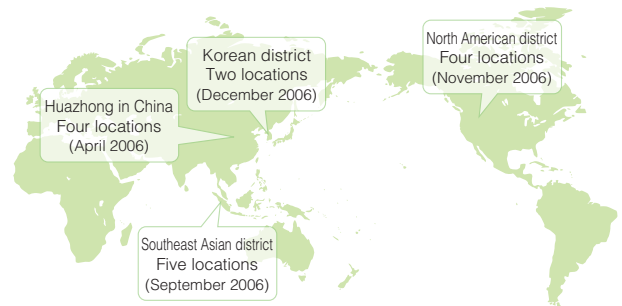 Korean district
Two locations
(December 2006)
North American district
Four locations
(November 2006)
Huazhong in China
Four locations
(April 2006)
Southeast Asian district
Five locations
(September 2006)